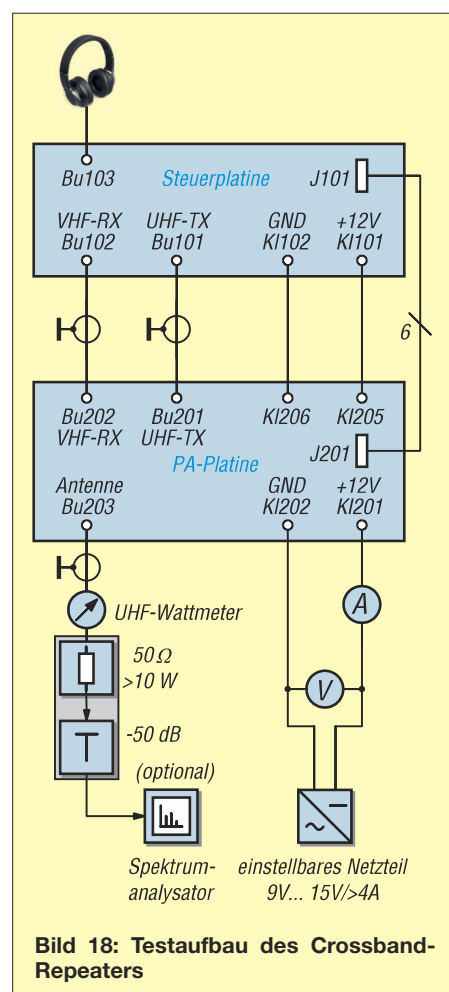 Bu103
Steuerplatine
J101
VHF-RX
Bu102
UHF-TX
Bu101
GND
Kl102
+12V
Kl101
6
Bu202
VHF-RX
Bu201
UHF-TX
Kl206
Kl205
PA-Platine
J201
Antenne
Bu203
GND
Kl202
+12V
Kl201
A
UHF-Wattmeter
50 Ω
>10 W
V
-50 dB
(optional)
Spektrum-
analysator
einstellbares Netzteil
9V... 15V/>4A
Bild 18: Testaufbau des Crossband-
Repeaters